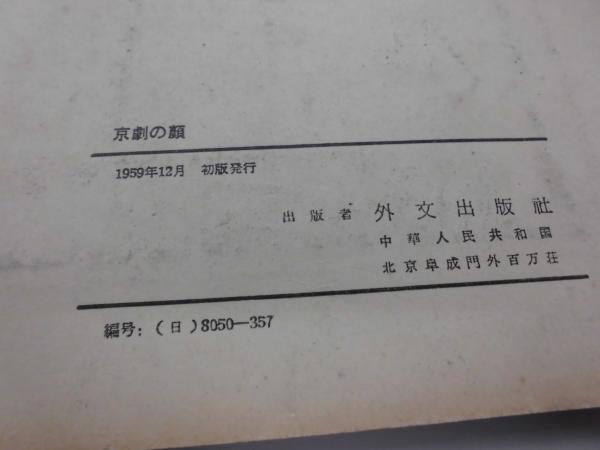 京劇の顔
1959年12月 初版発行
出版者 外文出版社
中華人民共和国
北京阜成門外百万荘
編号:(日)8050—357